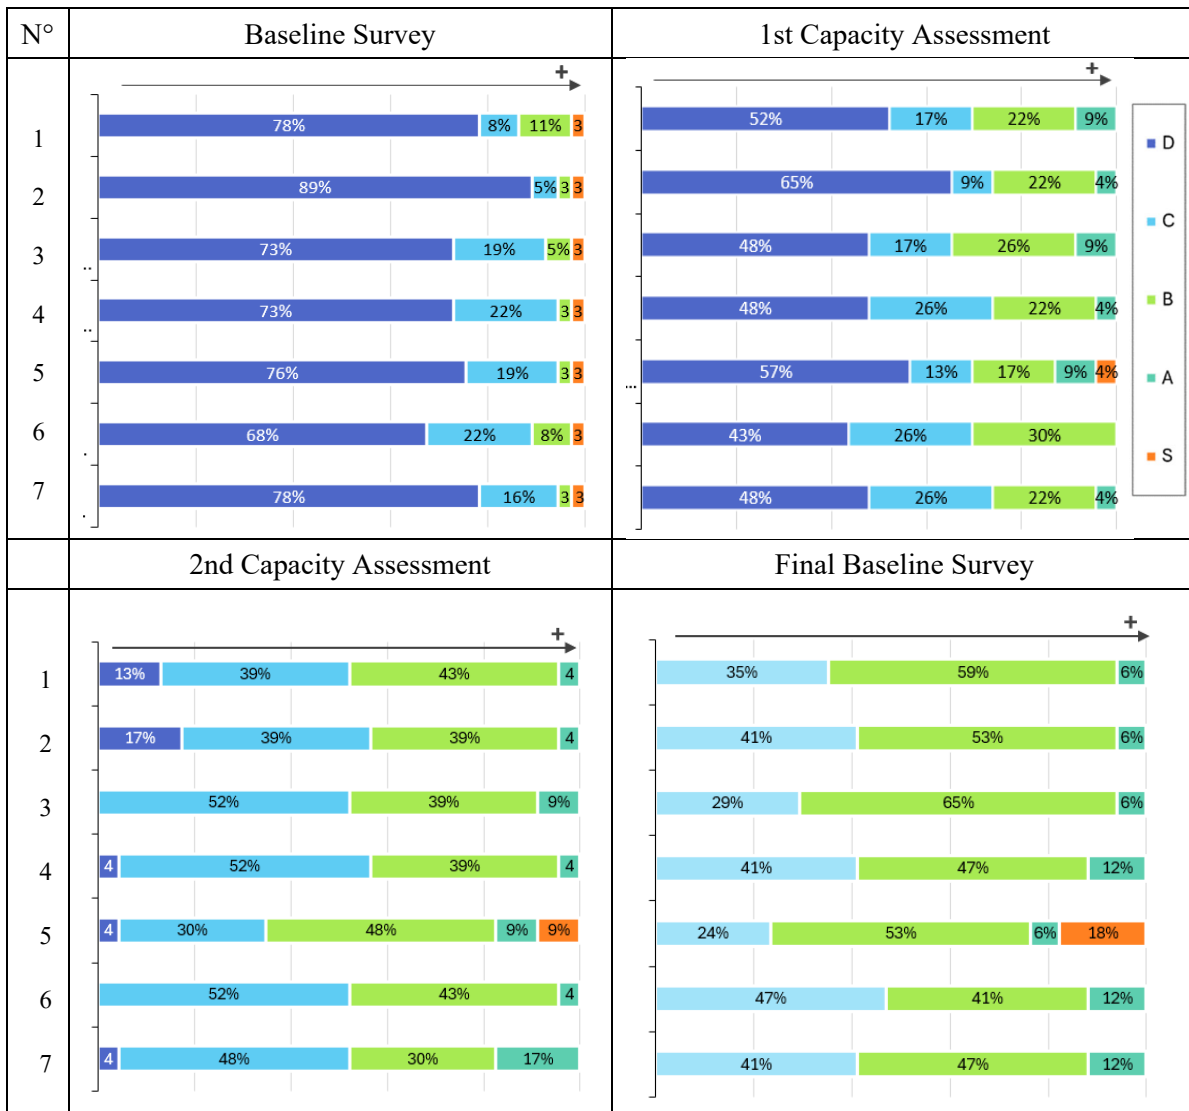 N° Baseline Survey 1st Capacity Assessment
+ +
1 78% 8% 11% 3 52% 17% 22% 9%
D
2 89% 5% 3 3 65% 9% 22% 4%
C
3 73% 19% 5% 3 48% 17% 26% 9%
4 73% 22% 3 3 48% 26% 22% 4%
B
5 76% 19% 3 3 57% 13% 17% 9% 4%
A
6 68% 22% 8% 3 43% 26% 30%
S
7 78% 16% 3 3 48% 26% 22% 4%
2nd Capacity Assessment Final Baseline Survey
+ +
1 13% 39% 43% 4 35% 59% 6%
2 17% 39% 39% 4 41% 53% 6%
3 52% 39% 9% 29% 65% 6%
4 4 52% 39% 4 41% 47% 12%
5 4 30% 48% 9% 9% 24% 53% 6% 18%
6 52% 43% 4 47% 41% 12%
7 4 48% 30% 17% 41% 47% 12%